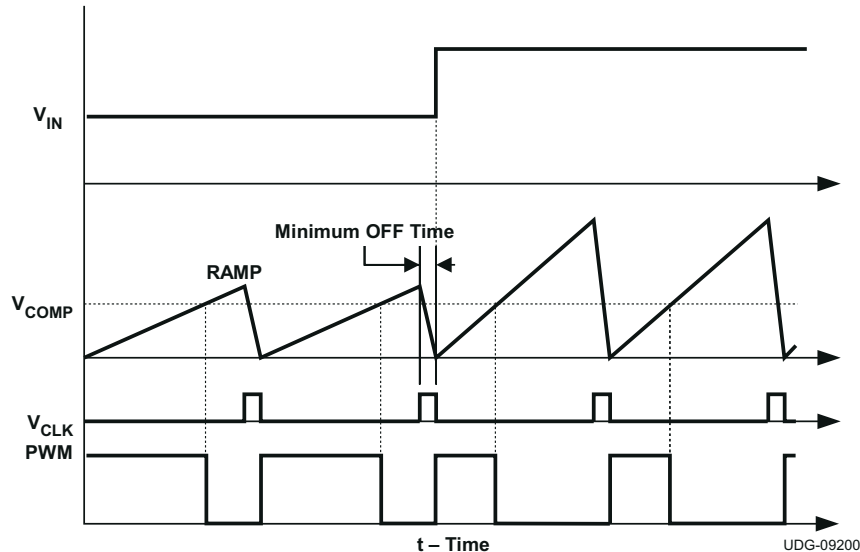 V_IN
Minimum OFF Time
RAMP
V_COMP
V_CLK
PWM
t – Time
UDG-09200